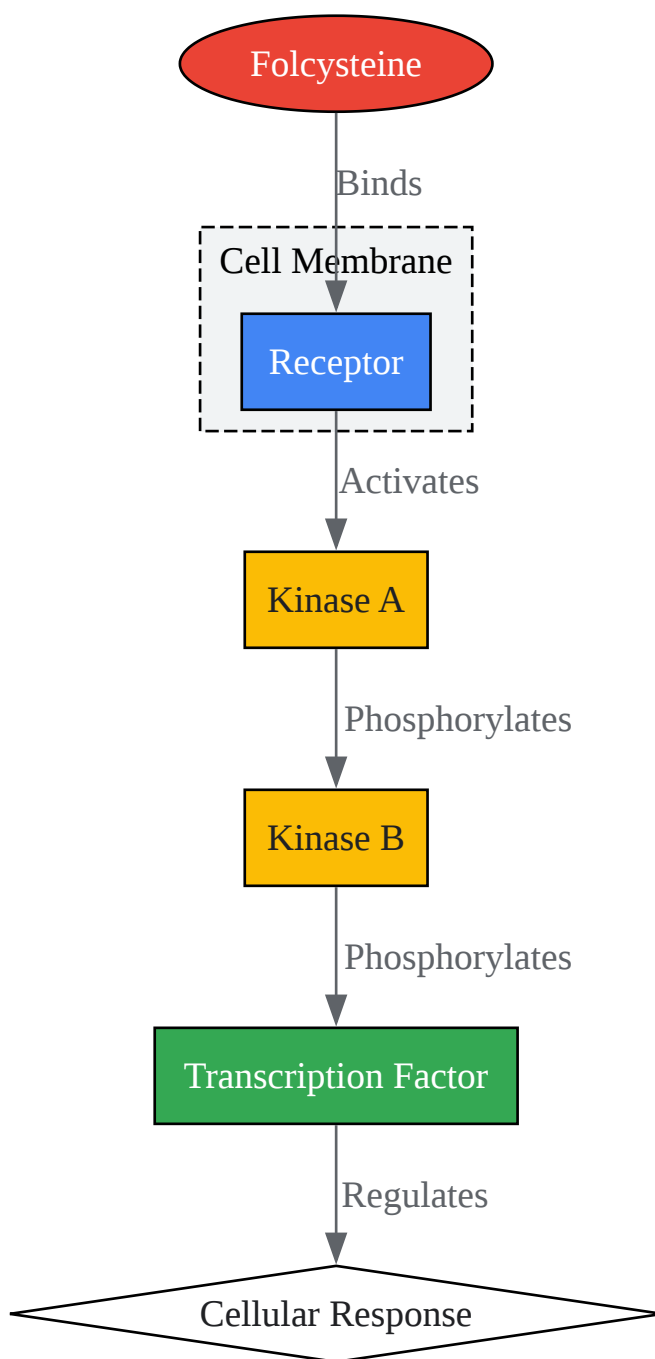 Folcysteine
Binds
Cell Membrane
Receptor
Activates
Kinase A
Phosphorylates
Kinase B
Phosphorylates
Transcription Factor
Regulates
Cellular Response